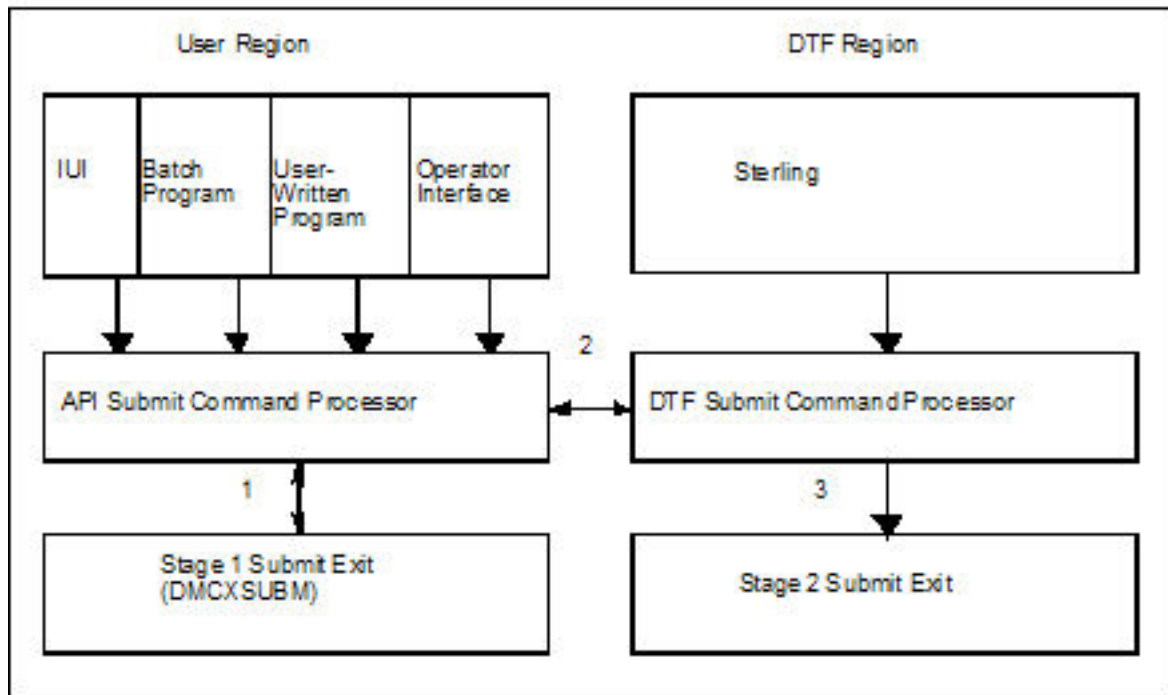 User Region
DTF Region
IUI
Batch
Program
User-
Written
Program
Operator
Interface
Sterling
2
API Submit Command Processor
DTF Submit Command Processor
1
3
Stage 1 Submit Exit
(DMCXSUBM)
Stage 2 Submit Exit